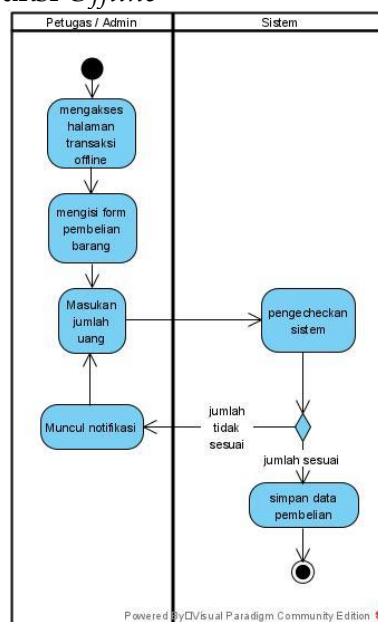 Offline
Petugas / Admin
Sistem
mengakses
halaman
transaksi
offline
mengisi form
pembelian
barang
Masukan
jumlah
uang
pengecheckan
sistem
Muncul notifikasi
jumlah
tidak
sesuai
jumlah sesuai
simpan data
pembelian
Powered By Visual Paradigm Community Edition